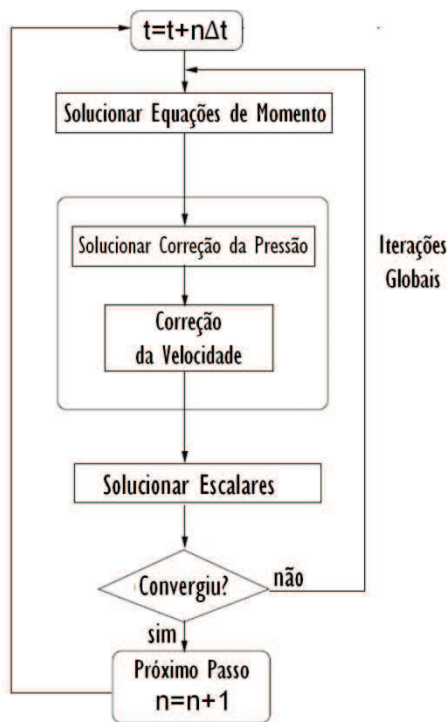 t=t+nΔt
Solucionar Equações de Momento
Solucionar Correção da Pressão
Iterações
Globais
Correção
da Velocidade
Solucionar Escalares
Convergiu?
não
sim
Próximo Passo
n=n+1